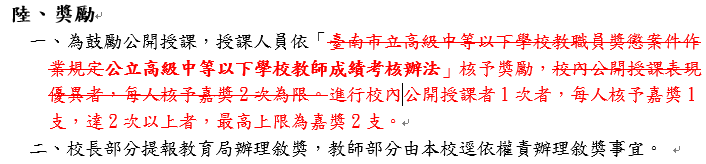 陸、獎勵
一、為鼓勵公開授課，授課人員依「臺南市立高級中等以下學校教職員獎懲案件作
業規定公立高級中等以下學校教師成績考核辦法」核予獎勵，校內公開授課表現
優異者，每人核予嘉獎2次為限。進行校內公開授課者1次者，每人核予嘉獎1
支，達2次以上者，最高上限為嘉獎2支。
二、校長部分提報教育局辦理敘獎，教師部分由本校逕依權責辦理敘獎事宜。